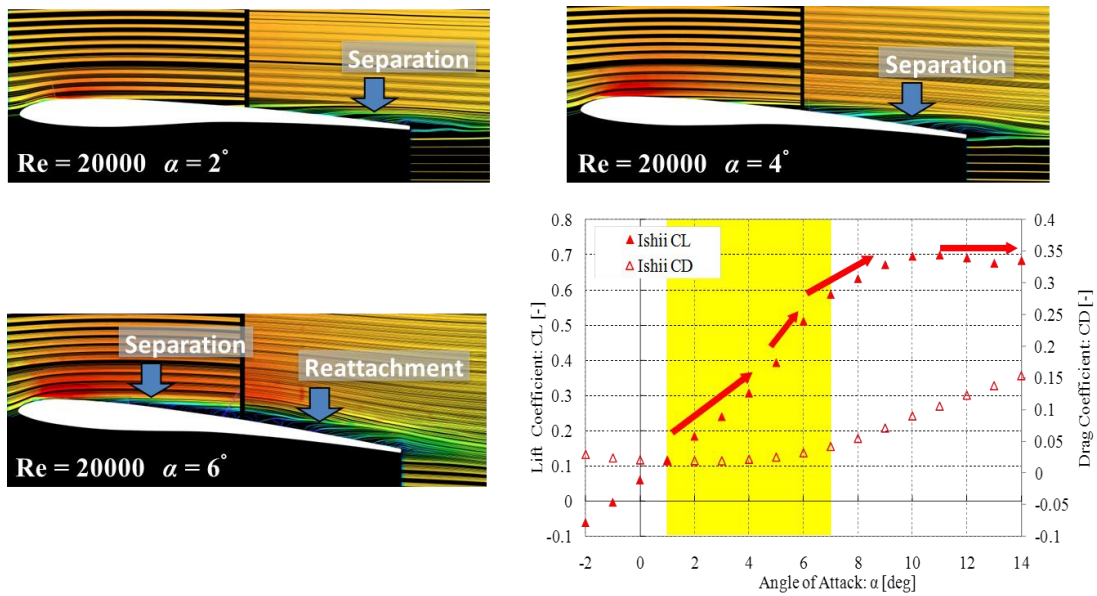 Separation
Re = 20000 α = 2°
Separation
Re = 20000 α = 4°
Separation
Reattachment
Re = 20000 α = 6°
Ishii CL
Ishii CD
0.8
0.7
0.6
0.5
0.4
0.3
0.2
0.1
0
-0.1
Lift Coefficient: CL [-]
0.4
0.35
0.3
0.25
0.2
0.15
0.1
0.05
0
-0.05
-0.1
Drag Coefficient: CD [-]
-2 0 2 4 6 8 10 12 14
Angle of Attack: α [deg]